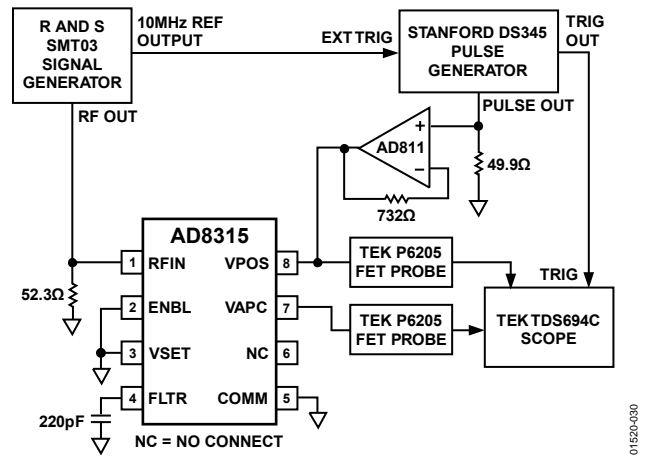 R AND S
SMT03
SIGNAL
GENERATOR
10MHz REF
OUTPUT
EXT TRIG
STANFORD DS345
PULSE
GENERATOR
TRIG
OUT
RF OUT
PULSE OUT
+
AD811
–
49.9Ω
732Ω
AD8315
1 RFIN VPOS 8
TEK P6205
FET PROBE
TRIG
52.3Ω
2 ENBL VAPC 7
TEK P6205
FET PROBE
TEK TDS694C
SCOPE
3 VSET NC 6
4 FLTR COMM 5
220pF
NC = NO CONNECT
01520-030